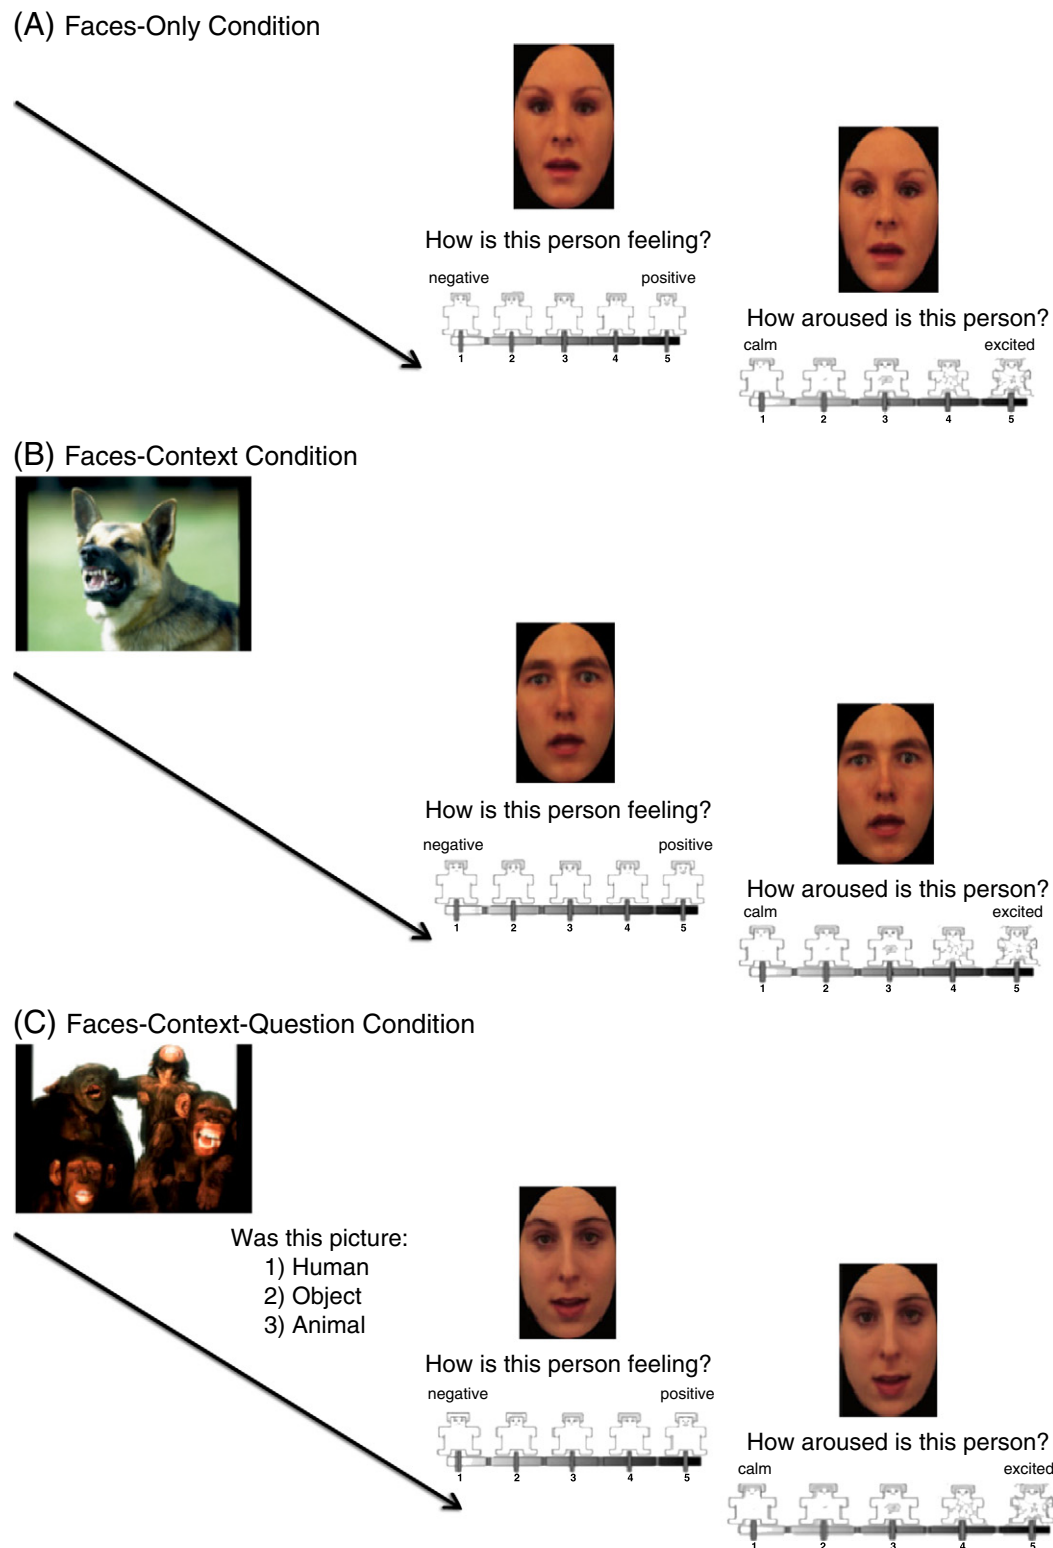 (A) Faces-Only Condition
How is this person feeling?
negative positive
1 2 3 4 5
How aroused is this person?
calm excited
1 2 3 4 5
(B) Faces-Context Condition
How is this person feeling?
negative positive
1 2 3 4 5
How aroused is this person?
calm excited
1 2 3 4 5
(C) Faces-Context-Question Condition
Was this picture:
1) Human
2) Object
3) Animal
How is this person feeling?
negative positive
1 2 3 4 5
How aroused is this person?
calm excited
1 2 3 4 5